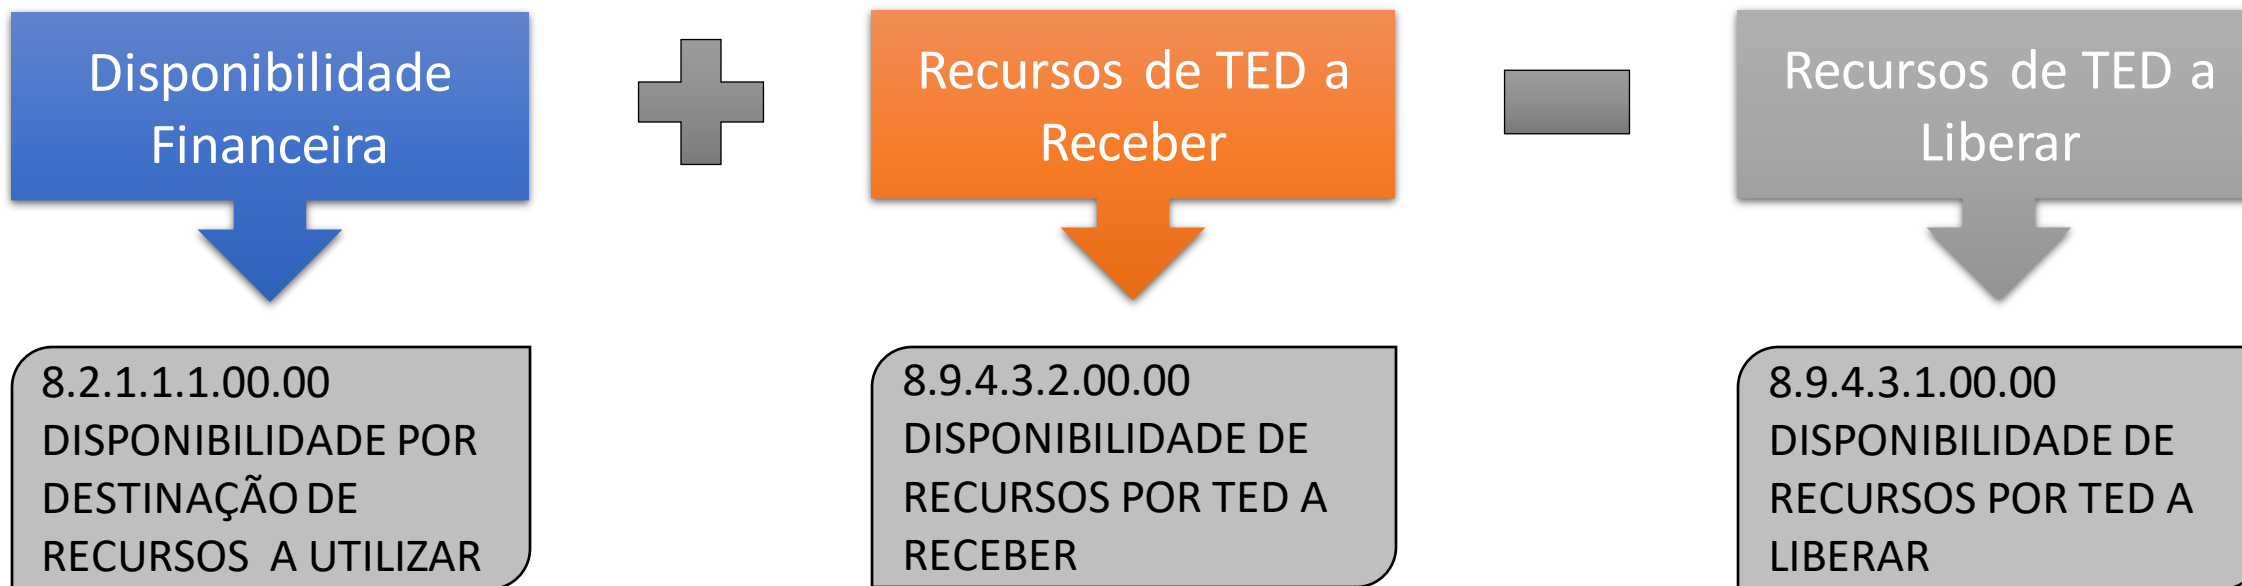 Disponibilidade
Financeira
Recursos de TED a
Receber
Recursos de TED a
Liberar
8.2.1.1.1.00.00
DISPONIBILIDADE POR
DESTINAÇÃO DE
RECURSOS A UTILIZAR
8.9.4.3.2.00.00
DISPONIBILIDADE DE
RECURSOS POR TED A
RECEBER
8.9.4.3.1.00.00
DISPONIBILIDADE DE
RECURSOS POR TED A
LIBERAR